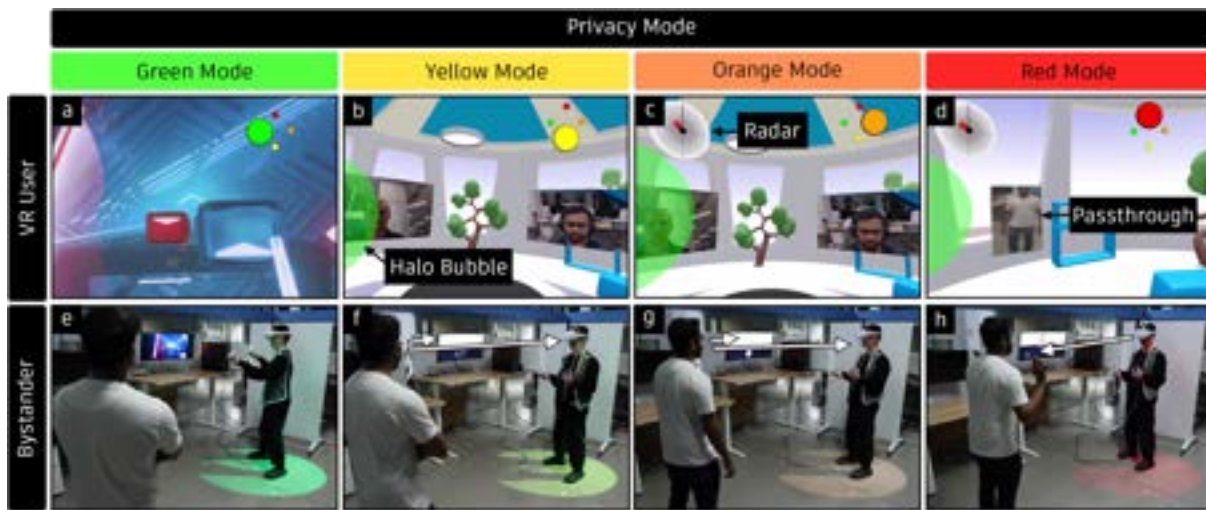 Privacy Mode
Green Mode
Yellow Mode
Orange Mode
Red Mode
VR User
a
b
Halo Bubble
c
Radar
d
Passthrough
Bystander
e
f
g
h